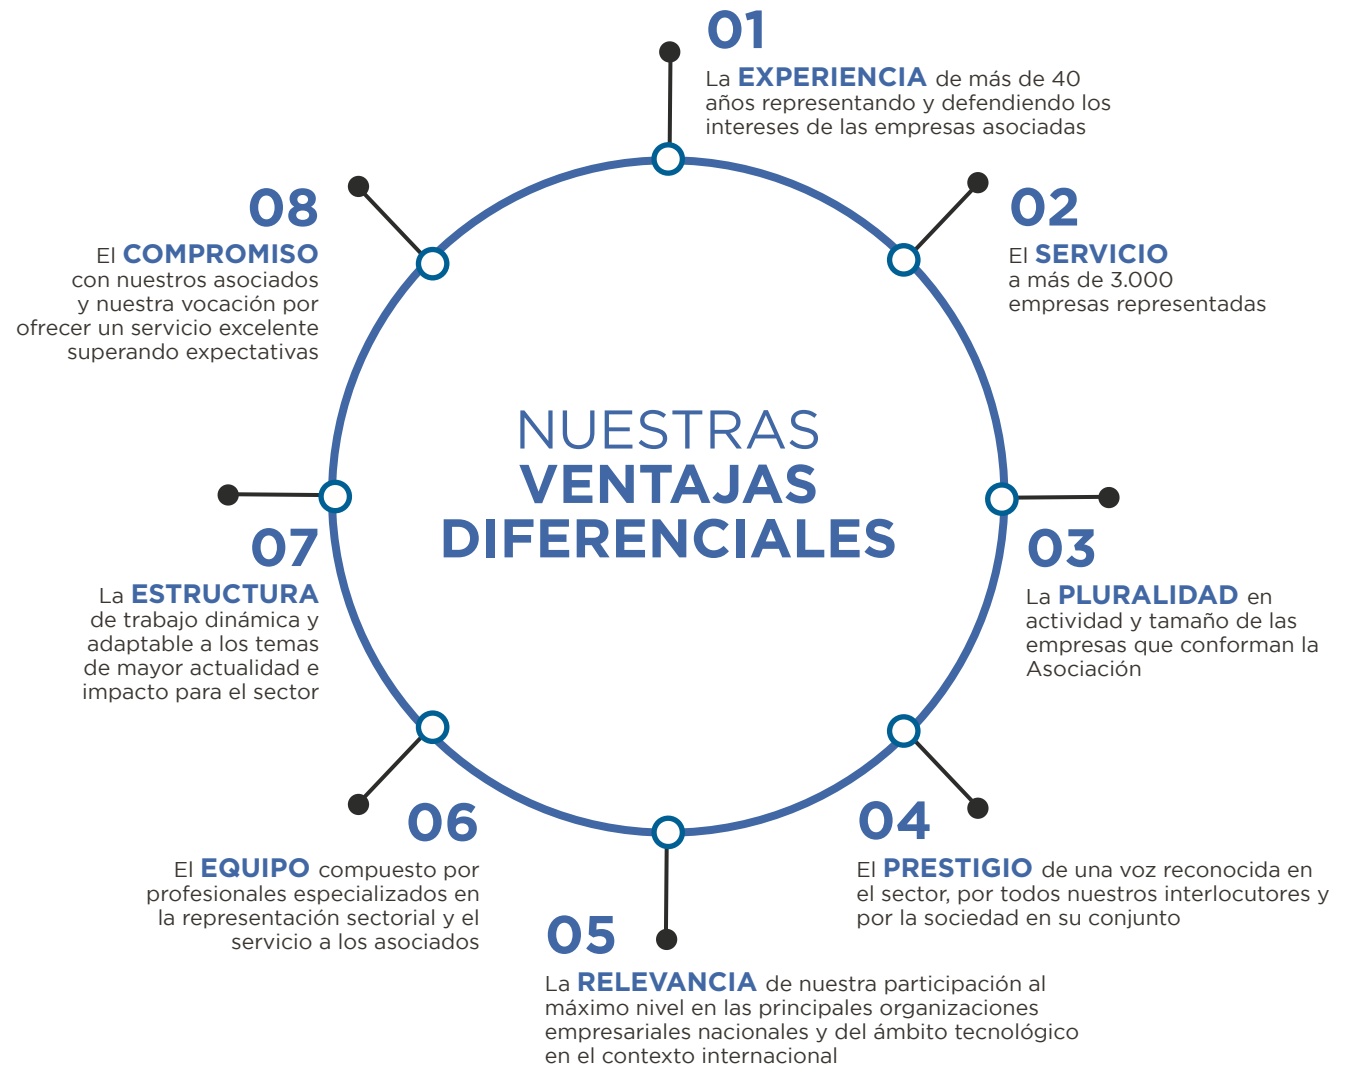 NUESTRAS
VENTAJAS
DIFERENCIALES
01
La EXPERIENCIA de más de 40
años representando y defendiendo los
intereses de las empresas asociadas
02
El SERVICIO
a más de 3.000
empresas representadas
03
La PLURALIDAD en
actividad y tamaño de las
empresas que conforman la
Asociación
04
El PRESTIGIO de una voz reconocida en
el sector, por todos nuestros interlocutores y
por la sociedad en su conjunto
05
La RELEVANCIA de nuestra participación al
máximo nivel en las principales organizaciones
empresariales nacionales y del ámbito tecnológico
en el contexto internacional
06
El EQUIPO compuesto por
profesionales especializados en
la representación sectorial y el
servicio a los asociados
07
La ESTRUCTURA
de trabajo dinámica y
adaptable a los temas
de mayor actualidad e
impacto para el sector
08
El COMPROMISO
con nuestros asociados
y nuestra vocación por
ofrecer un servicio excelente
superando expectativas